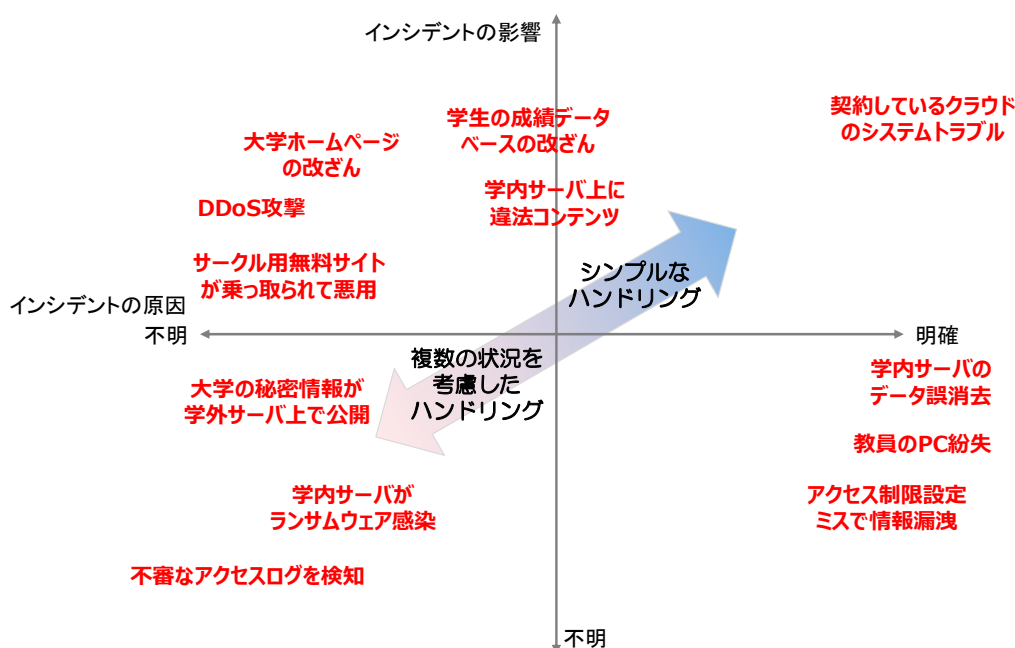 インシデントの影響
学生の成績データ
ベースの改ざん
契約しているクラウド
のシステムトラブル
大学ホームページ
の改ざん
学内サーバ上に
違法コンテンツ
DDoS攻撃
サークル用無料サイト
が乗っ取られて悪用
シンプルな
ハンドリング
インシデントの原因
不明
明確
複数の状況を
考慮した
ハンドリング
大学の秘密情報が
学外サーバ上で公開
学内サーバの
データ誤消去
教員のPC紛失
学内サーバが
ランサムウェア感染
アクセス制限設定
ミスで情報漏洩
不審なアクセスログを検知
不明